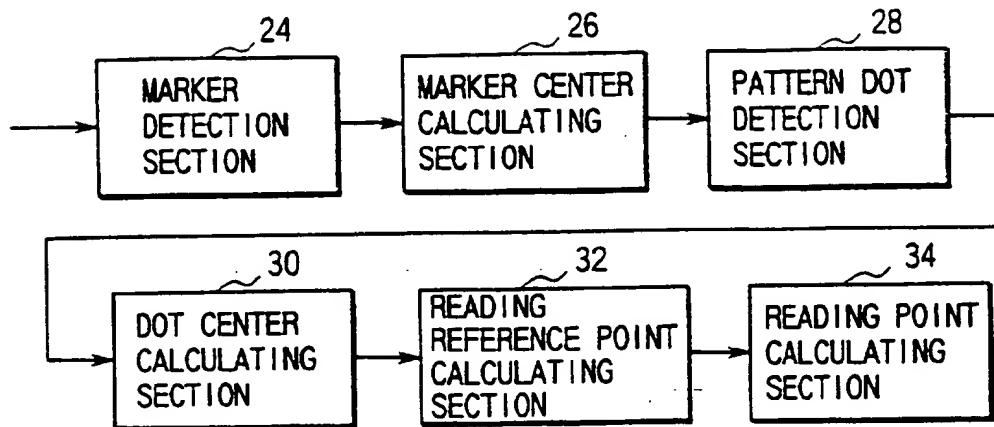 24
MARKER
DETECTION
SECTION
26
MARKER CENTER
CALCULATING
SECTION
28
PATTERN DOT
DETECTION
SECTION
30
DOT CENTER
CALCULATING
SECTION
32
READING
REFERENCE POINT
CALCULATING
SECTION
34
READING POINT
CALCULATING
SECTION